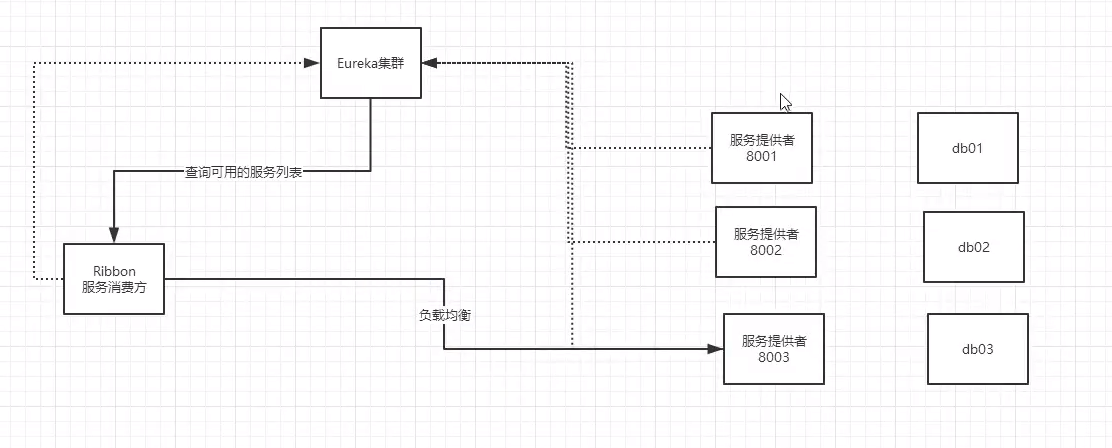 Eureka集群
服务提供者
8001
db01
查询可用的服务列表
服务提供者
8002
db02
Ribbon
服务消费方
负载均衡
服务提供者
8003
db03